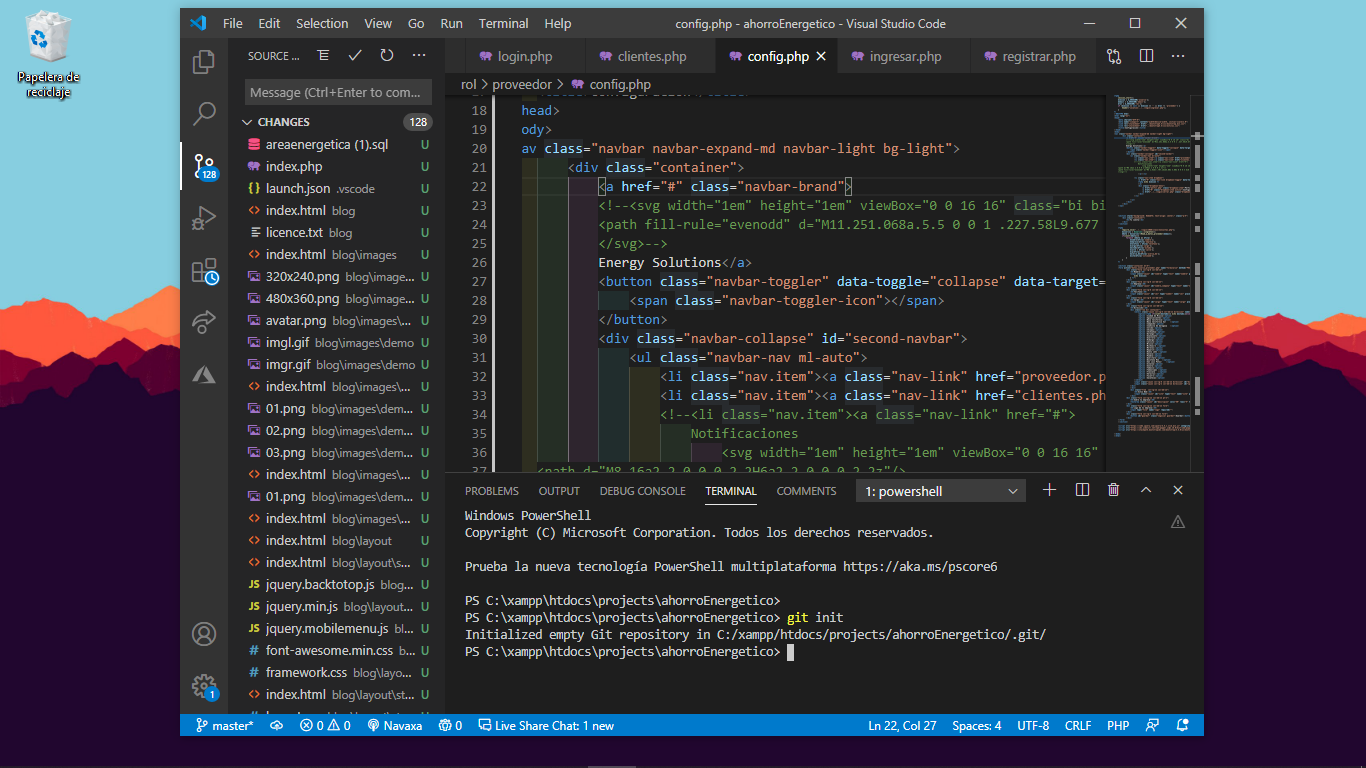 Papelera de
reciclaje
File Edit Selection View Go Run Terminal Help
config.php - ahorroEnergetico - Visual Studio Code
SOURCE ...
login.php
clientes.php
config.php
ingresar.php
registrar.php
rol > proveedor > config.php
Message (Ctrl+Enter to com...
CHANGES 128
areaenergetica (1).sql U
index.php U
launch.json .vscode U
index.html blog U
licence.txt blog U
index.html blog\images U
320x240.png blog\image... U
480x360.png blog\image... U
avatar.png blog\images\... U
imgl.gif blog\images\demo U
imgr.gif blog\images\demo U
index.html blog\images\... U
01.png blog\images\dem... U
02.png blog\images\dem... U
03.png blog\images\dem... U
index.html blog\images\... U
01.png blog\images\dem... U
index.html blog\images\... U
index.html blog\layout U
index.html blog\layout\s... U
JS jquery.backtotop.js blog... U
JS jquery.min.js blog\layout... U
JS jquery.mobilemenu.js bl... U
# font-awesome.min.css b... U
# framework.css blog\layo... U
index.html blog\layout\st... U
128
1
18 head>
19 ody>
20 av class="navbar navbar-expand-md navbar-light bg-light">
21 <div class="container">
22 <a href="#" class="navbar-brand">
23 <!--<svg width="1em" height="1em" viewBox="0 0 16 16" class="bi bi
24 <path fill-rule="evenodd" d="M11.251.068a.5.5 0 0 1 .227.58L9.677
25 </svg>-->
26 Energy Solutions</a>
27 <button class="navbar-toggler" data-toggle="collapse" data-target=
28 <span class="navbar-toggler-icon"></span>
29 </button>
30 <div class="navbar-collapse" id="second-navbar">
31 <ul class="navbar-nav ml-auto">
32 <li class="nav.item"><a class="nav-link" href="proveedor.p
33 <li class="nav.item"><a class="nav-link" href="clientes.ph
34 <!--<li class="nav.item"><a class="nav-link" href="#">
35 Notificaciones
36 <svg width="1em" height="1em" viewBox="0 0 16 16"
37 <path d="M8 16a2 2 0 0 0 2-2H6a2 2 0 0 0 2 2z"/>
PROBLEMS OUTPUT DEBUG CONSOLE TERMINAL COMMENTS 1: powershell
Windows PowerShell
Copyright (C) Microsoft Corporation. Todos los derechos reservados.
Prueba la nueva tecnología PowerShell multiplataforma https://aka.ms/pscore6
PS C:\xampp\htdocs\projects\ahorroEnergetico>
PS C:\xampp\htdocs\projects\ahorroEnergetico> git init
Initialized empty Git repository in C:/xampp/htdocs/projects/ahorroEnergetico/.git/
PS C:\xampp\htdocs\projects\ahorroEnergetico>
master* 0 0 Navaxa 0 Live Share Chat: 1 new Ln 22, Col 27 Spaces: 4 UTF-8 CRLF PHP